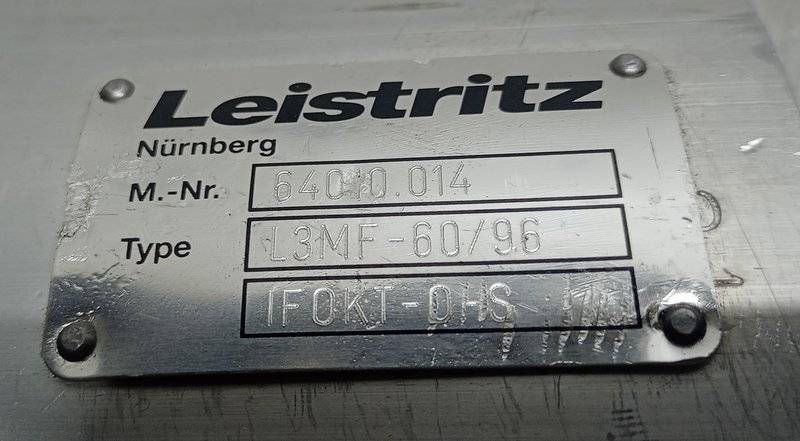 Leistritz
Nürnberg
M.-Nr. 64010.014
Type L3MF-60/96
IFOKT-OHS